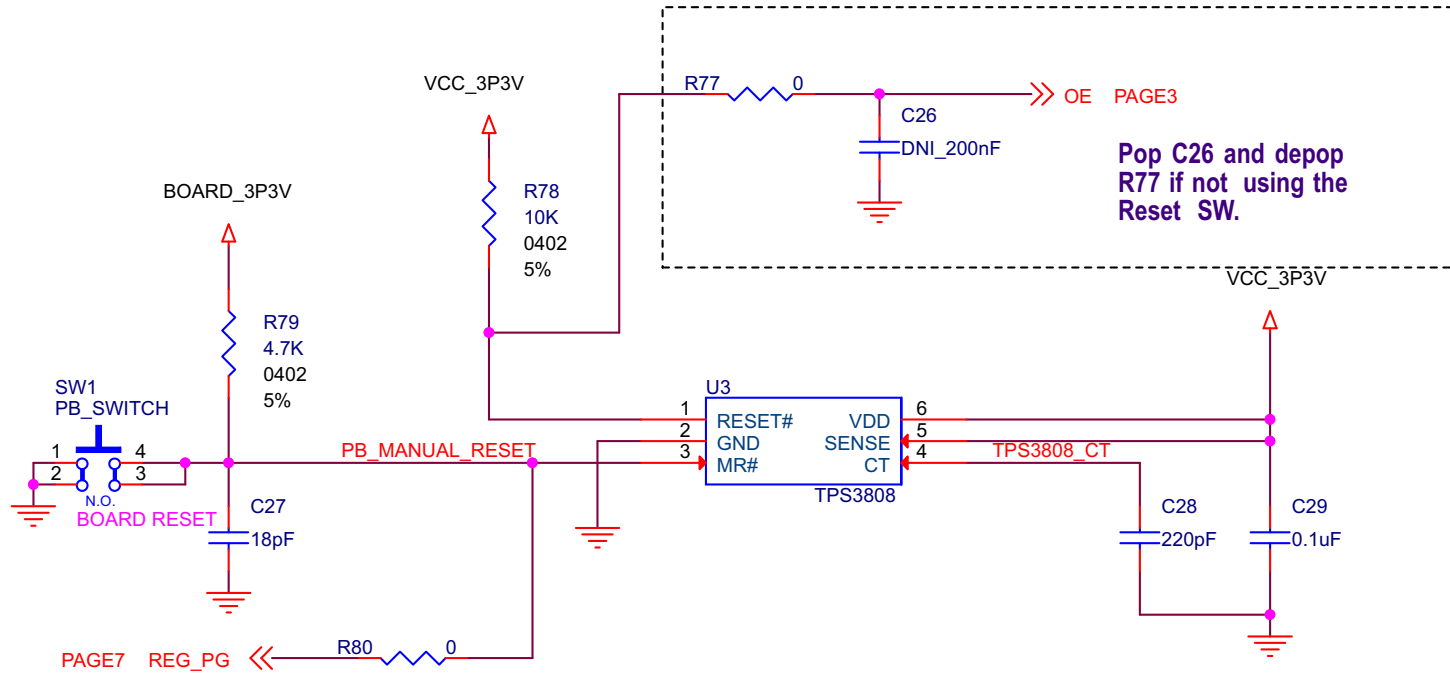 R77 0
OE PAGE3
C26
DNI_200nF
Pop C26 and depop
R77 if not using the
Reset SW.
VCC_3P3V
R78
10K
0402
5%
BOARD_3P3V
R79
4.7K
0402
5%
VCC_3P3V
SW1
PB_SWITCH
1
2
4
3
N.O.
BOARD RESET
C27
18pF
PB_MANUAL_RESET
U3
1 RESET#
2 GND
3 MR#
VDD 6
SENSE 5
CT 4
TPS3808
TPS3808_CT
C28
220pF
C29
0.1uF
PAGE7 REG_PG
R80 0